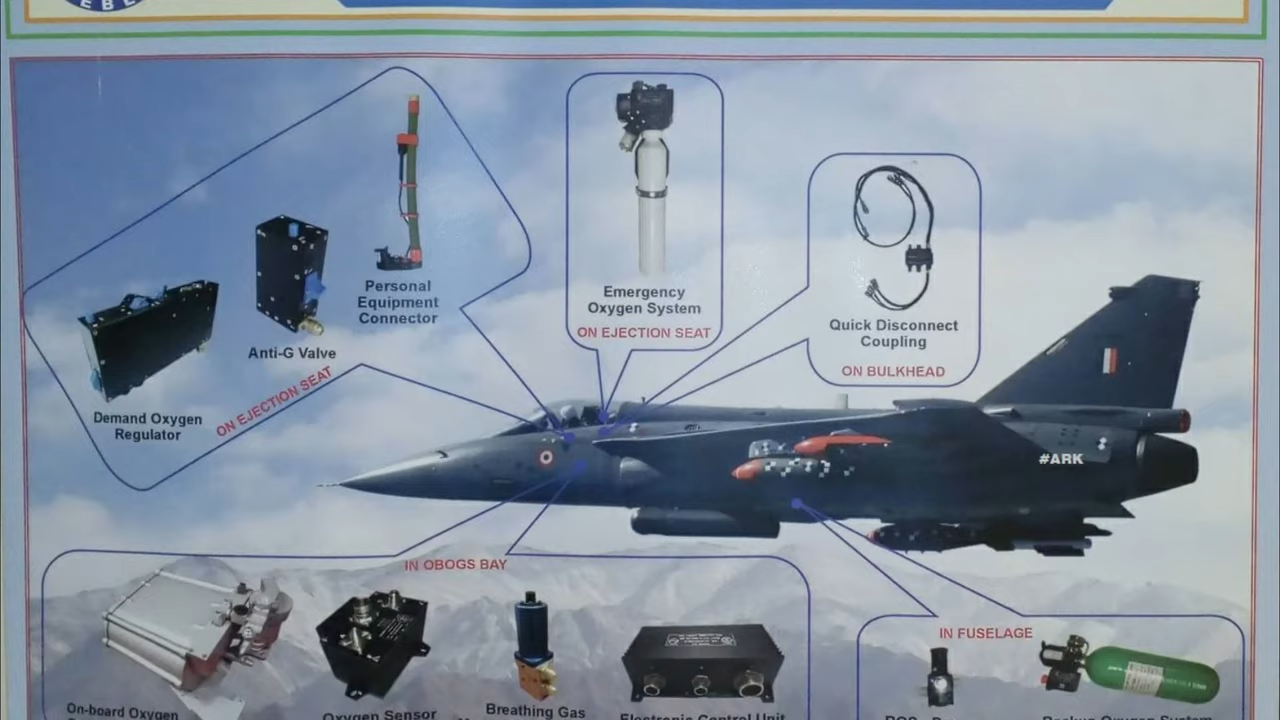 EBEL
Personal
Equipment
Connector
Anti-G Valve
Demand Oxygen
Regulator
ON EJECTION SEAT
Emergency
Oxygen System
ON EJECTION SEAT
Quick Disconnect
Coupling
ON BULKHEAD
#ARK
IN OBOGS BAY
On-board Oxygen
Oxygen Sensor
Breathing Gas
Electronic Control Unit
IN FUSELAGE
Backup Oxygen System